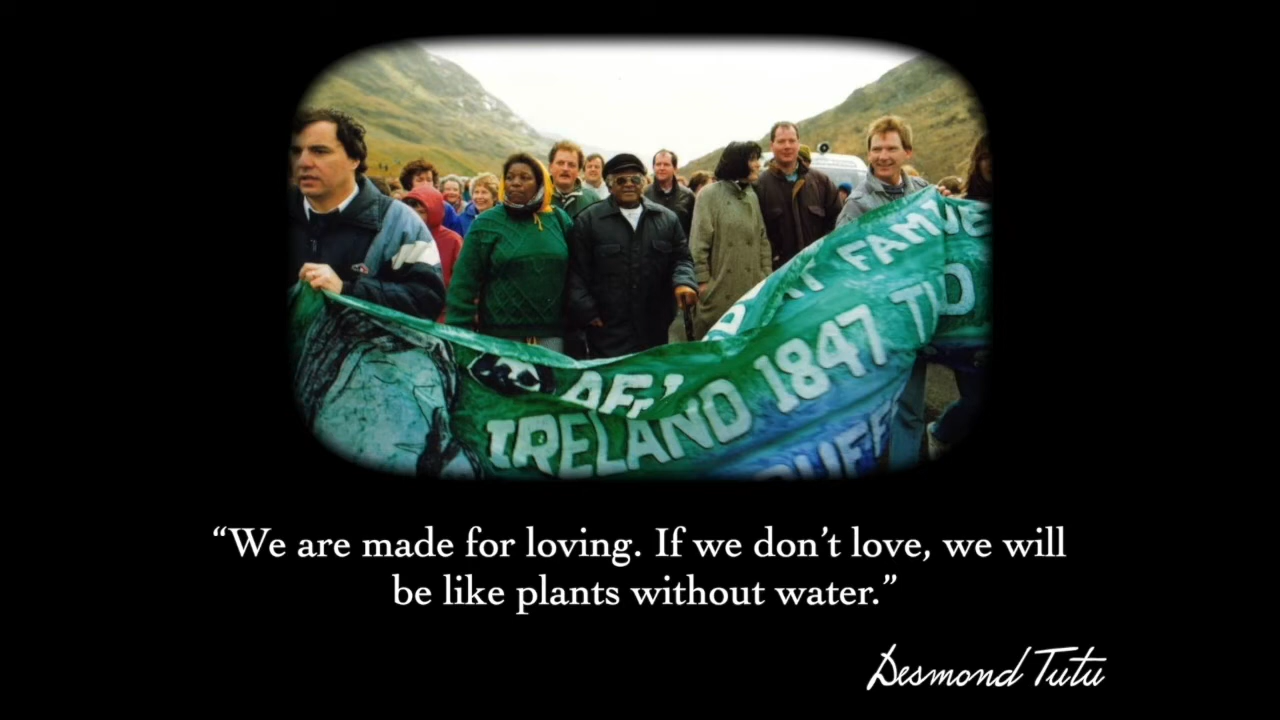 IRELAND 1847 TO
“We are made for loving. If we don’t love, we will
be like plants without water.”
Desmond Tutu